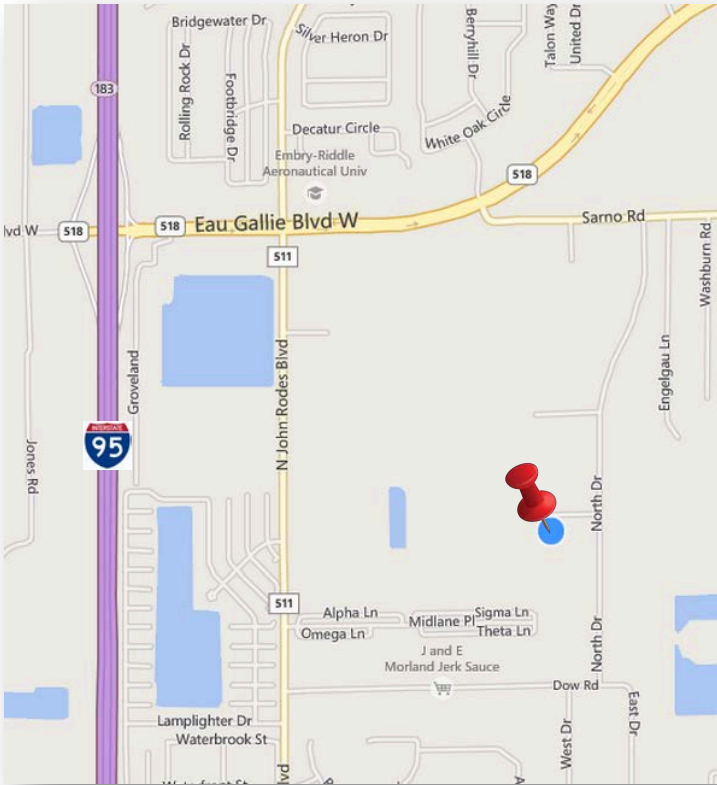 Bridgewater Dr
Silver Heron Dr
Berryhill Dr
Talon Way
United Dr
183
Rolling Rock Dr
Footbridge Dr
Decatur Circle
White Oak Circle
Embry-Riddle
Aeronautical Univ
518
lvd W
518
518
Eau Gallie Blvd W
Sarno Rd
511
Washburn Rd
Groveland
N John Rodes Blvd
Engelgau Ln
INTERSTATE
95
Jones Rd
North Dr
511
Alpha Ln
Sigma Ln
Midlane Pl
Omega Ln
Theta Ln
North Dr
J and E
Morland Jerk Sauce
Dow Rd
Lamplighter Dr
East Dr
West Dr
Waterbrook St
lvd